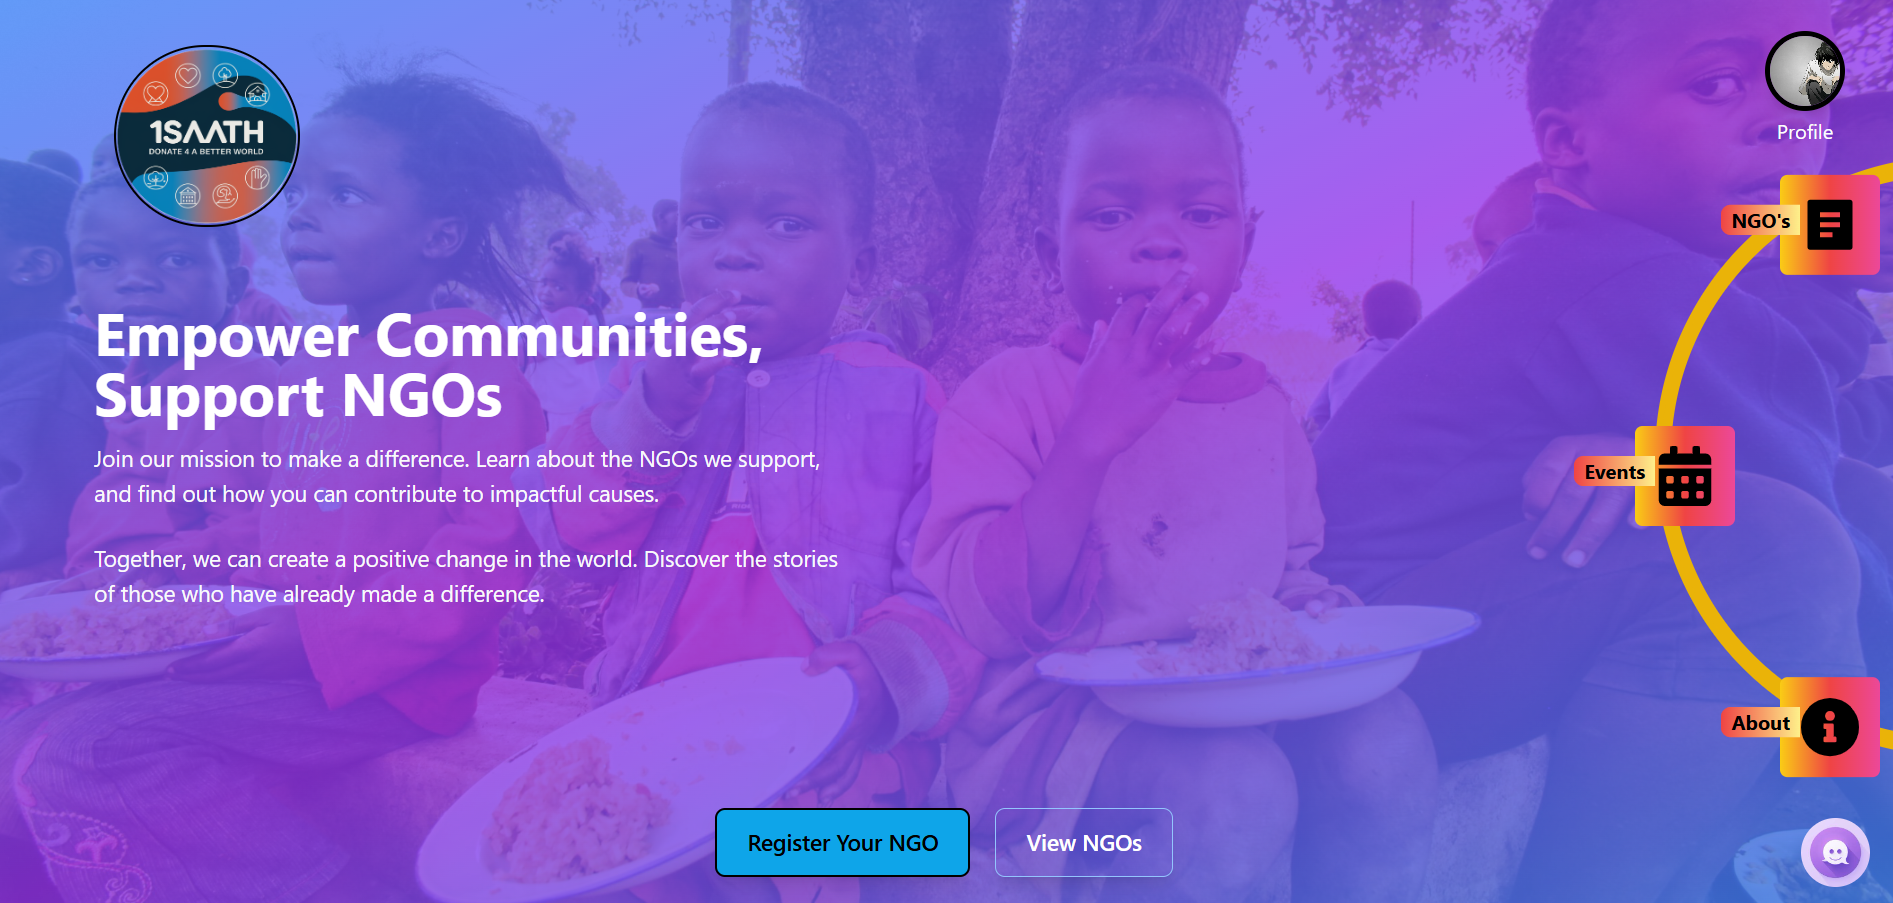 1SAATH
DONATE 4 A BETTER WORLD
Profile
NGO's
Empower Communities,
Support NGOs
Join our mission to make a difference. Learn about the NGOs we support,
and find out how you can contribute to impactful causes.
Events
Together, we can create a positive change in the world. Discover the stories
of those who have already made a difference.
About
Register Your NGO
View NGOs